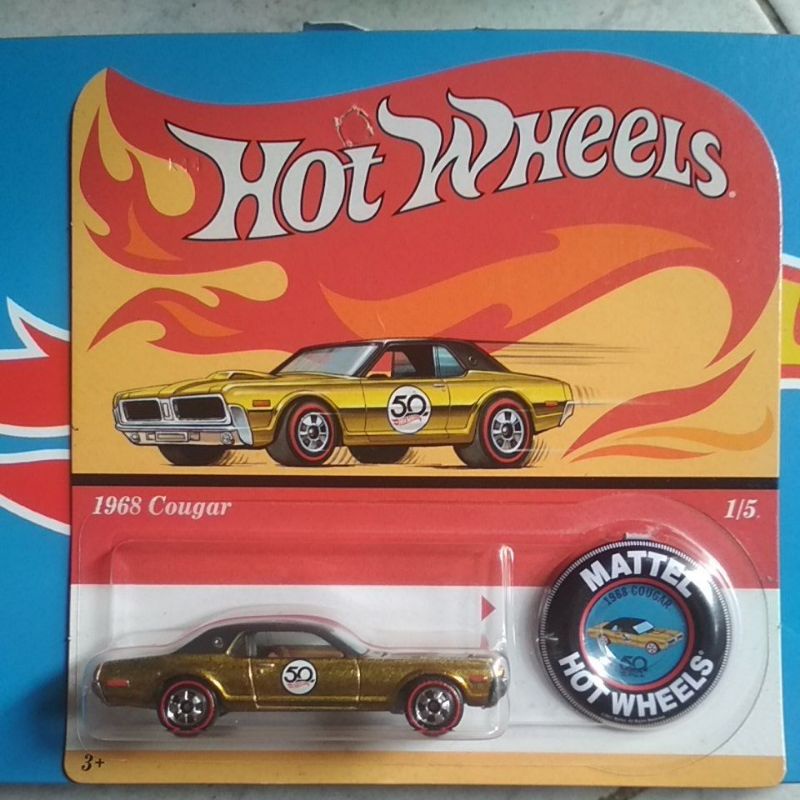 HOT WHEELS
50
1968 Cougar
1/5
MATTEL
1968 COUGAR
50
HOT WHEELS
50
3+